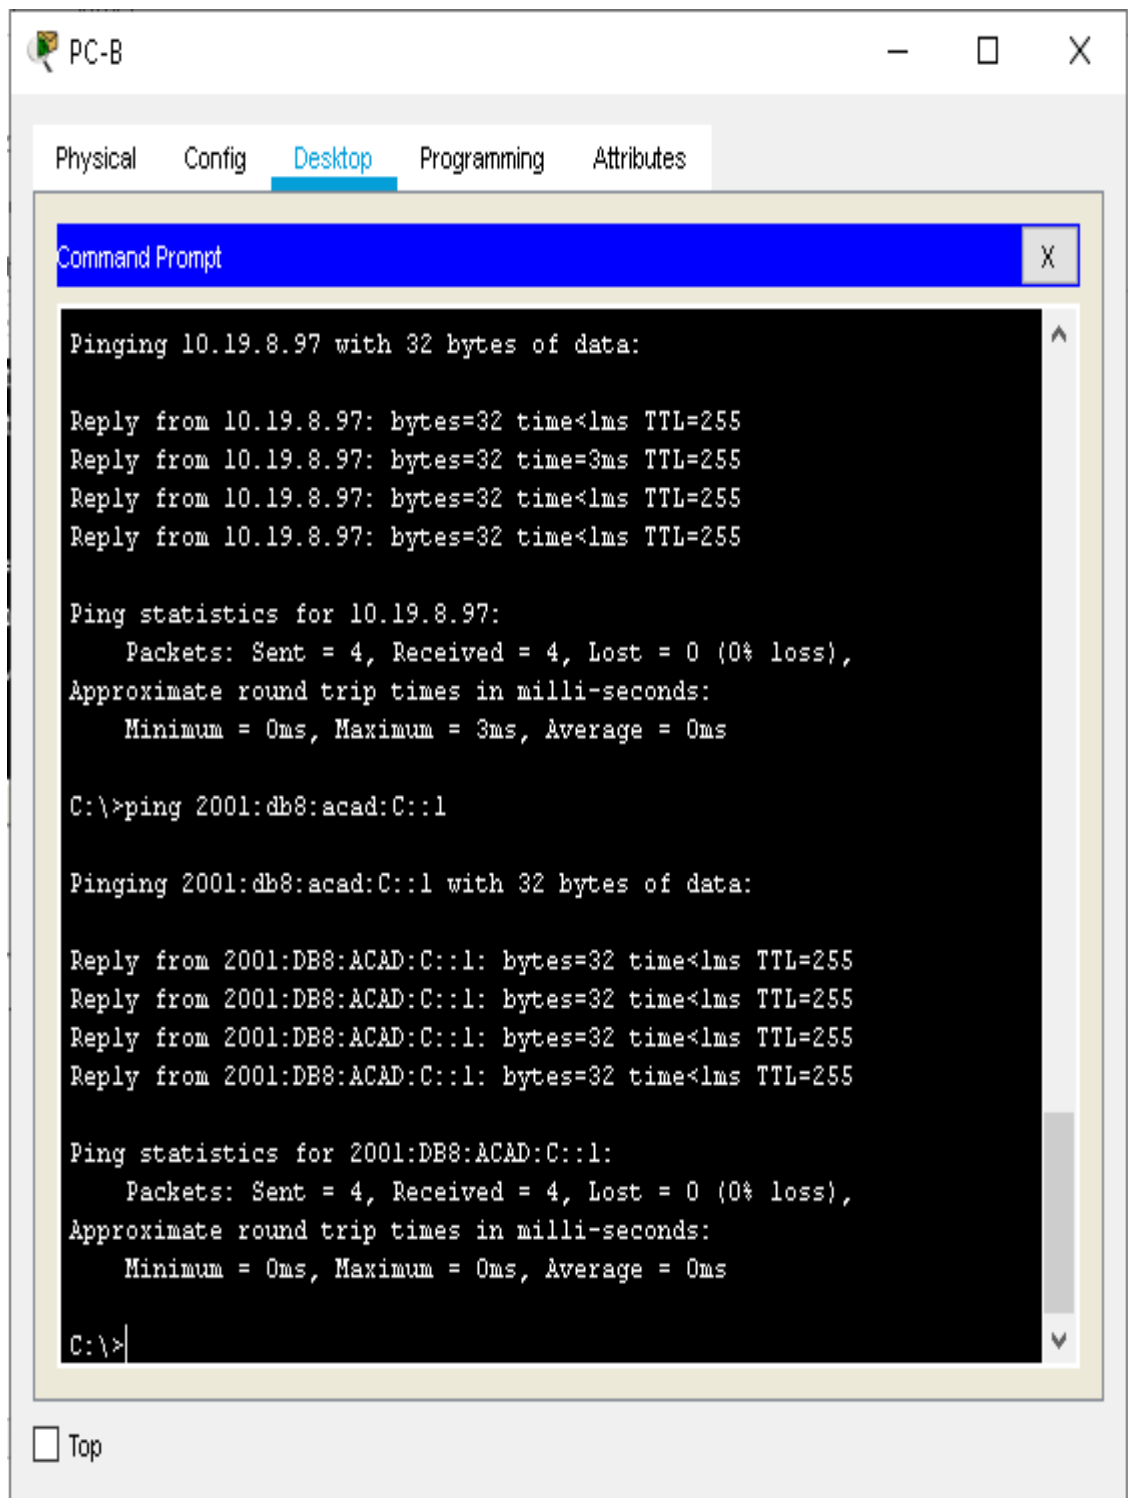 PC-B
Physical Config Desktop Programming Attributes
Command Prompt
X
Pinging 10.19.8.97 with 32 bytes of data:
Reply from 10.19.8.97: bytes=32 time<1ms TTL=255
Reply from 10.19.8.97: bytes=32 time=3ms TTL=255
Reply from 10.19.8.97: bytes=32 time<1ms TTL=255
Reply from 10.19.8.97: bytes=32 time<1ms TTL=255
Ping statistics for 10.19.8.97:
Packets: Sent = 4, Received = 4, Lost = 0 (0% loss),
Approximate round trip times in milli-seconds:
Minimum = 0ms, Maximum = 3ms, Average = 0ms
C:\>ping 2001:db8:acad:C::1
Pinging 2001:db8:acad:C::1 with 32 bytes of data:
Reply from 2001:DB8:ACAD:C::1: bytes=32 time<1ms TTL=255
Reply from 2001:DB8:ACAD:C::1: bytes=32 time<1ms TTL=255
Reply from 2001:DB8:ACAD:C::1: bytes=32 time<1ms TTL=255
Reply from 2001:DB8:ACAD:C::1: bytes=32 time<1ms TTL=255
Ping statistics for 2001:DB8:ACAD:C::1:
Packets: Sent = 4, Received = 4, Lost = 0 (0% loss),
Approximate round trip times in milli-seconds:
Minimum = 0ms, Maximum = 0ms, Average = 0ms
C:\>
Top